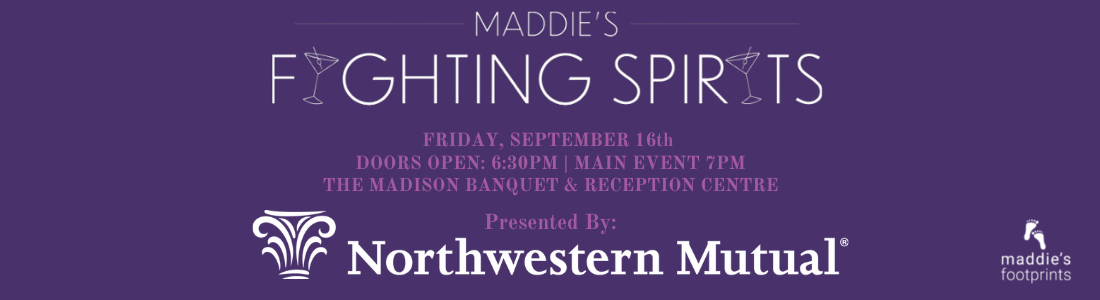 MADDIE'S
FIGHTING SPIRITS
FRIDAY, SEPTEMBER 16th
DOORS OPEN: 6:30PM | MAIN EVENT 7PM
THE MADISON BANQUET & RECEPTION CENTRE
Presented By:
Northwestern Mutual®
maddie's
footprints